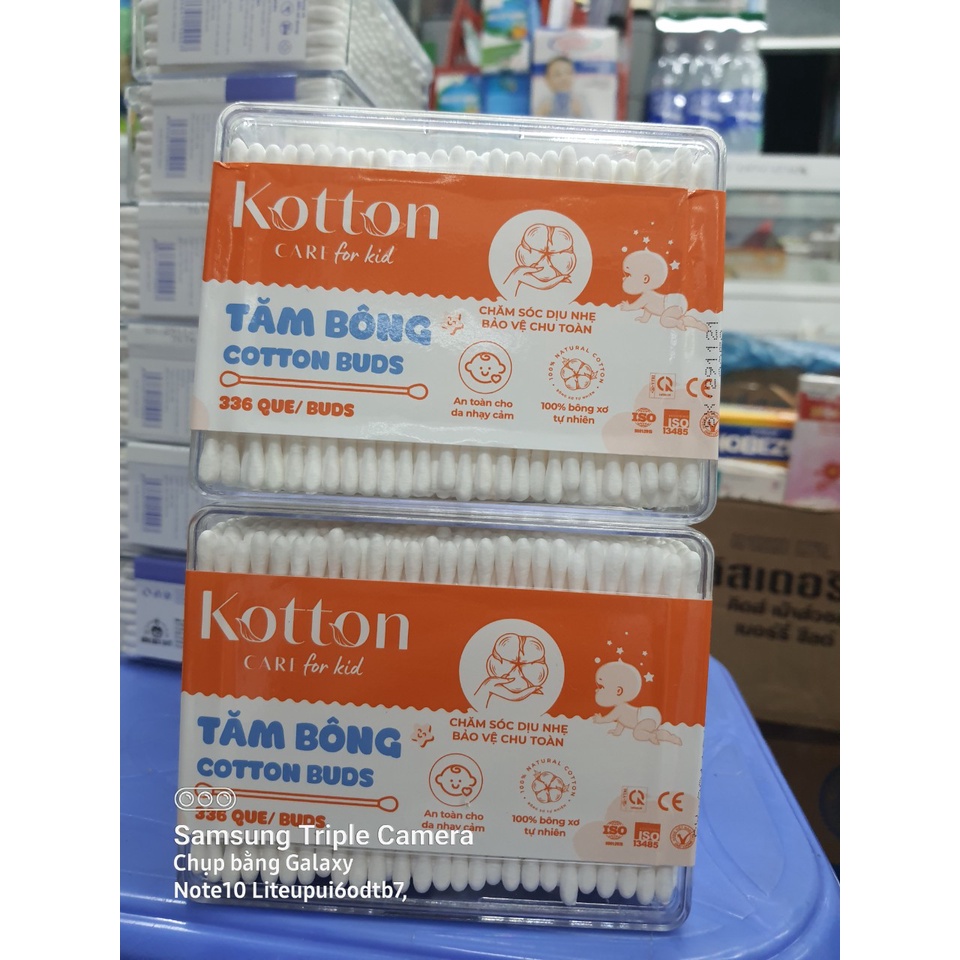 Kotton
CARE for kid
TĂM BÔNG
COTTON BUDS
336 QUE/ BUDS
CHĂM SÓC DỊU NHẸ
BẢO VỆ CHU TOÀN
An toàn cho
da nhạy cảm
100% NATURAL COTTON
100% bông xơ
tự nhiên
ISO
ISO
13485
CE
291121
Kotton
CARE for kid
TĂM BÔNG
COTTON BUDS
336 QUE/ BUDS
CHĂM SÓC DỊU NHẸ
BẢO VỆ CHU TOÀN
An toàn cho
da nhạy cảm
100% NATURAL COTTON
100% bông xơ
tự nhiên
ISO
ISO
13485
CE
Samsung Triple Camera
Chụp bằng Galaxy
Note10 Liteupui6odtb7,